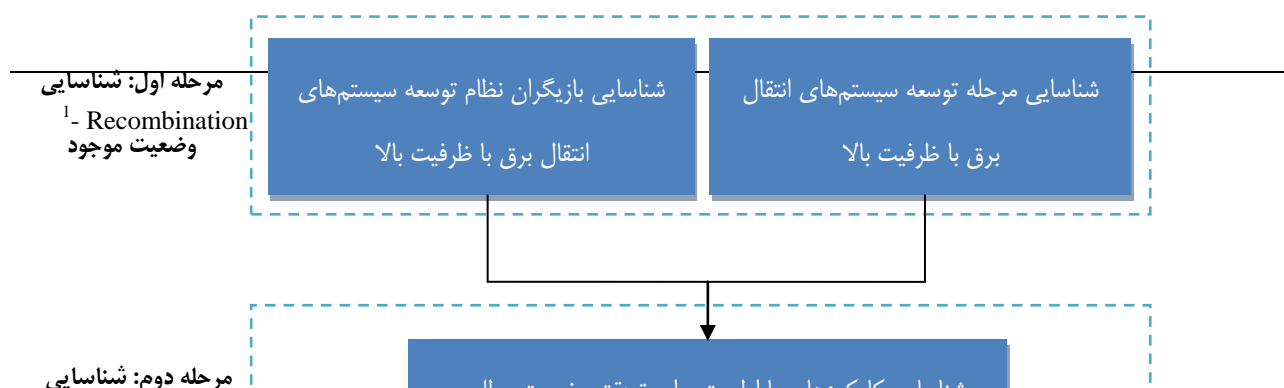 مرحله اول: شناسایی
1- Recombination
وضعیت موجود
شناسایی مرحله توسعه سیستم‌های انتقال
برق با ظرفیت بالا
شناسایی بازیگران نظام توسعه سیستم‌های
انتقال برق با ظرفیت بالا
مرحله دوم: شناسایی
شناسایی